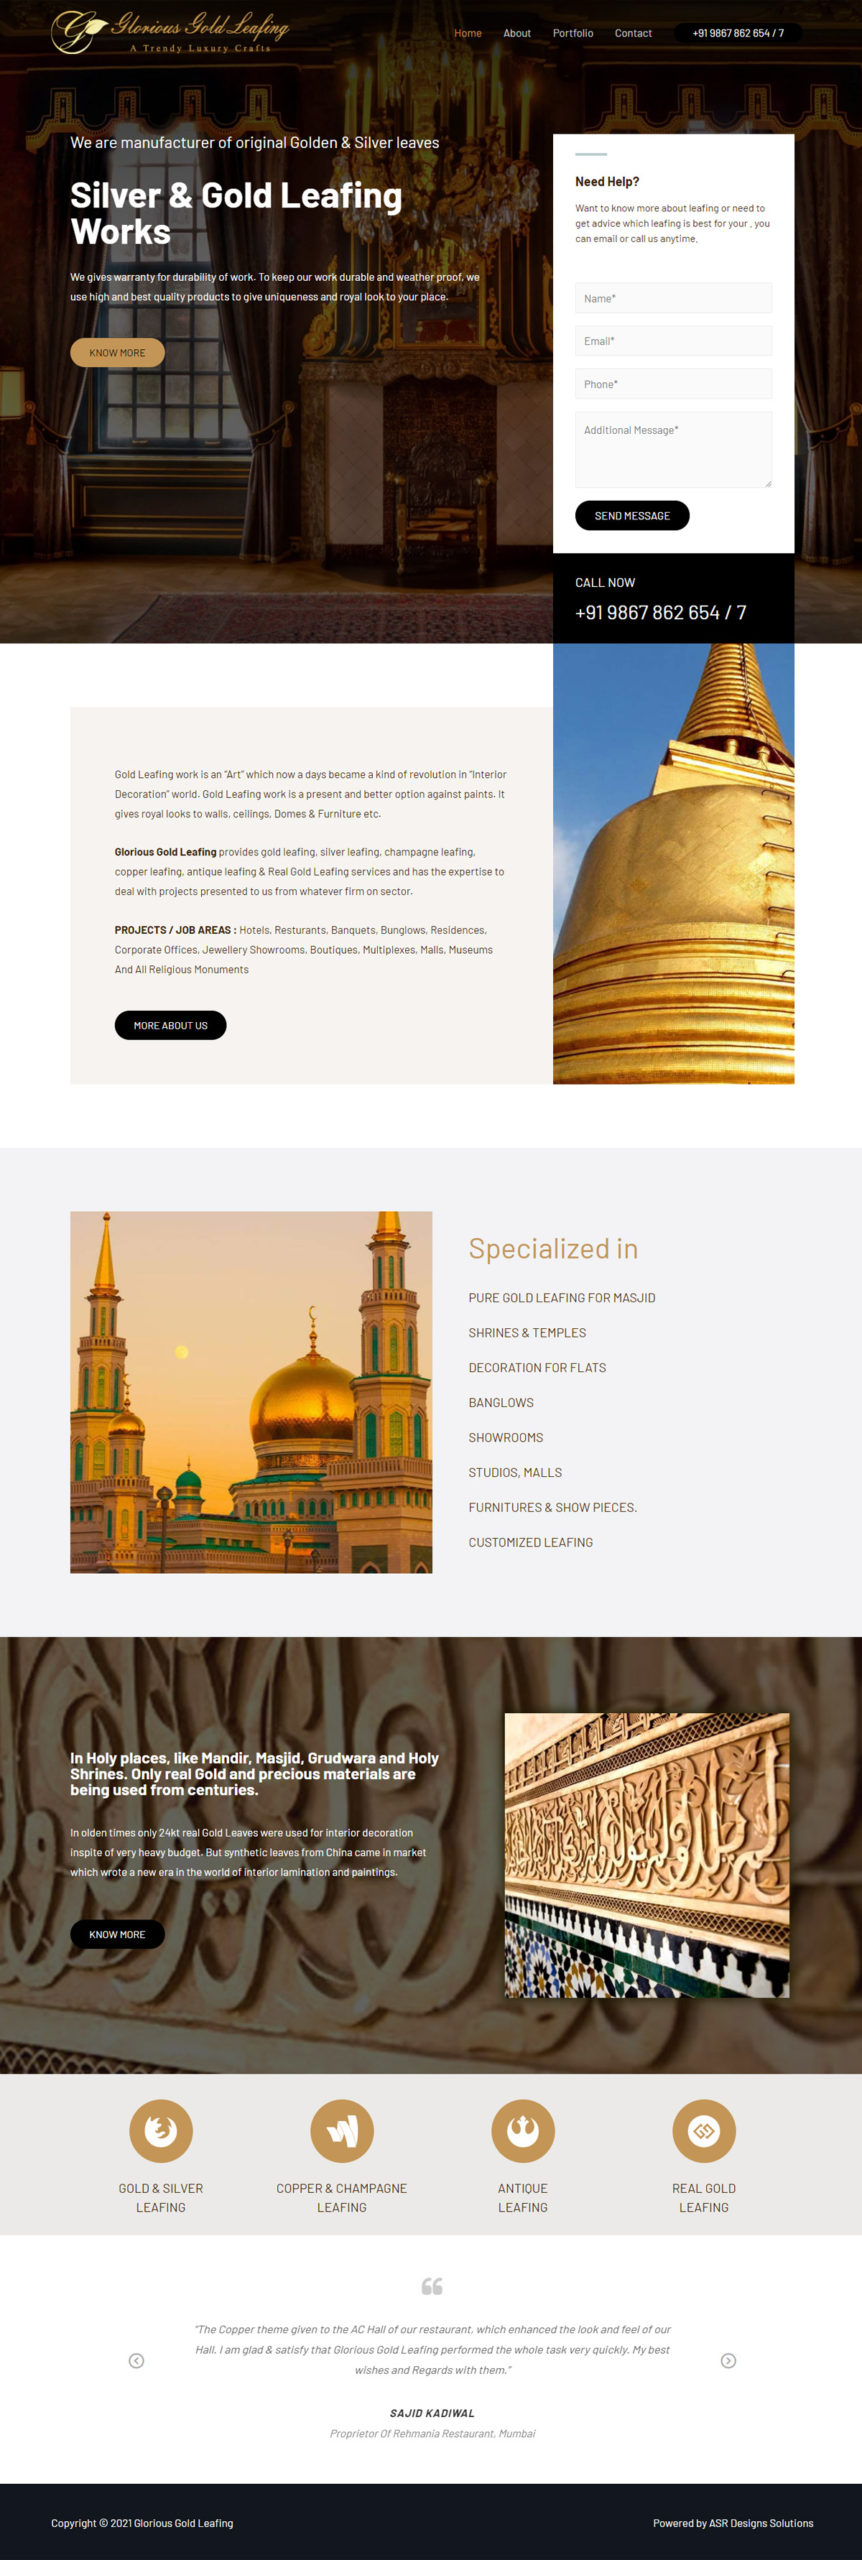 Glorious Gold Leafing
A Trendy Luxury Crafts
Home About Portfolio Contact +91 9867 862 654 / 7
We are manufacturer of original Golden & Silver leaves
Silver & Gold Leafing
Works
We gives warranty for durability of work. To keep our work durable and weather proof, we
use high and best quality products to give uniqueness and royal look to your place.
KNOW MORE
Need Help?
Want to know more about leafing or need to
get advice which leafing is best for your . you
can email or call us anytime.
Name*
Email*
Phone*
Additional Message*
SEND MESSAGE
CALL NOW
+91 9867 862 654 / 7
Gold Leafing work is an “Art” which now a days became a kind of revolution in “Interior
Decoration” world. Gold Leafing work is a present and better option against paints. It
gives royal looks to walls, ceilings, Domes & Furniture etc.
Glorious Gold Leafing provides gold leafing, silver leafing, champagne leafing,
copper leafing, antique leafing & Real Gold Leafing services and has the expertise to
deal with projects presented to us from whatever firm on sector.
PROJECTS / JOB AREAS : Hotels, Resturants, Banquets, Bunglows, Residences,
Corporate Offices, Jewellery Showrooms, Boutiques, Multiplexes, Malls, Museums
And All Religious Monuments
MORE ABOUT US
Specialized in
PURE GOLD LEAFING FOR MASJID
SHRINES & TEMPLES
DECORATION FOR FLATS
BANGLOWS
SHOWROOMS
STUDIOS, MALLS
FURNITURES & SHOW PIECES.
CUSTOMIZED LEAFING
In Holy places, like Mandir, Masjid, Grudwara and Holy
Shrines. Only real Gold and precious materials are
being used from centuries.
In olden times only 24kt real Gold Leaves were used for interior decoration
inspite of very heavy budget. But synthetic leaves from China came in market
which wrote a new era in the world of interior lamination and paintings.
KNOW MORE
GOLD & SILVER
LEAFING
COPPER & CHAMPAGNE
LEAFING
ANTIQUE
LEAFING
REAL GOLD
LEAFING
“The Copper theme given to the AC Hall of our restaurant, which enhanced the look and feel of our
Hall. I am glad & satisfy that Glorious Gold Leafing performed the whole task very quickly. My best
wishes and Regards with them.”
SAJID KADIWAL
Proprietor Of Rehmania Restaurant, Mumbai
Copyright © 2021 Glorious Gold Leafing
Powered by ASR Designs Solutions